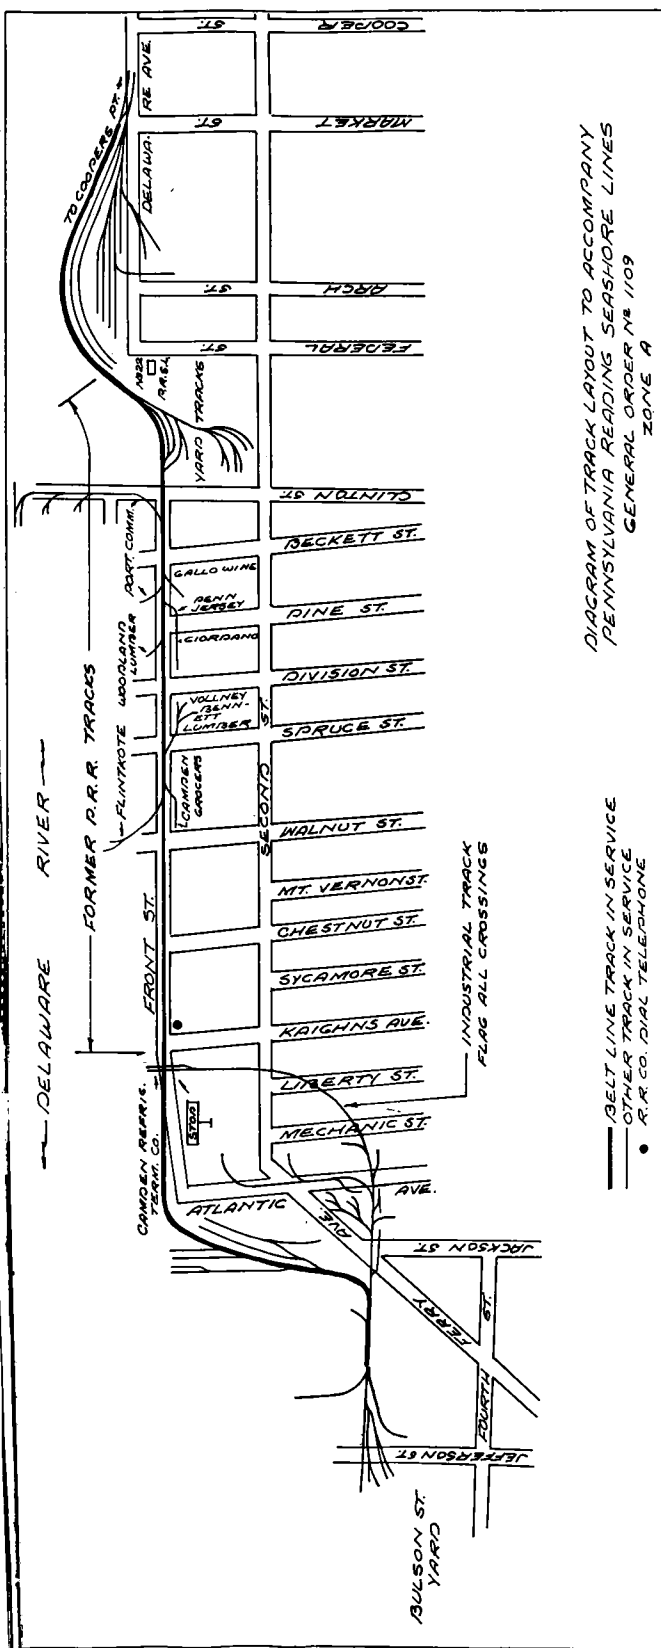 COOPER ST.
MARKET ST.
ARCH ST.
FEDERAL ST.
CLINTON ST.
TO COOPERS PT.
DELAWARE AVE.
P.R.S.L.
YARD TRACKS
BECKETT ST.
PINE ST.
DIVISION ST.
SPRUCE ST.
WALNUT ST.
MT. VERNON ST.
CHESTNUT ST.
SYCAMORE ST.
KAIGHNS AVE.
LIBERTY ST.
MECHANIC ST.
SECOND ST.
FRONT ST.
PORT COMM.
WOODLAND
LUMBER
FLINTKOTE
GALLO WINE
PENN
JERSEY
GIORDANO
VOLLNEY
BENN-
ETT
LUMBER
CAMDEN
GROCERS
FORMER P.R.R. TRACKS
DELAWARE RIVER
CAMDEN REFRIG.
TERM. CO.
STOP
ATLANTIC AVE.
FERRY AVE.
JACKSON ST.
FOURTH ST.
JEFFERSON ST.
BULSON ST.
YARD
INDUSTRIAL TRACK
FLAG ALL CROSSINGS
DIAGRAM OF TRACK LAYOUT TO ACCOMPANY
PENNSYLVANIA READING SEASHORE LINES
GENERAL ORDER Nº 1109
ZONE A
BELT LINE TRACK IN SERVICE
OTHER TRACK IN SERVICE
R.R. CO. DIAL TELEPHONE